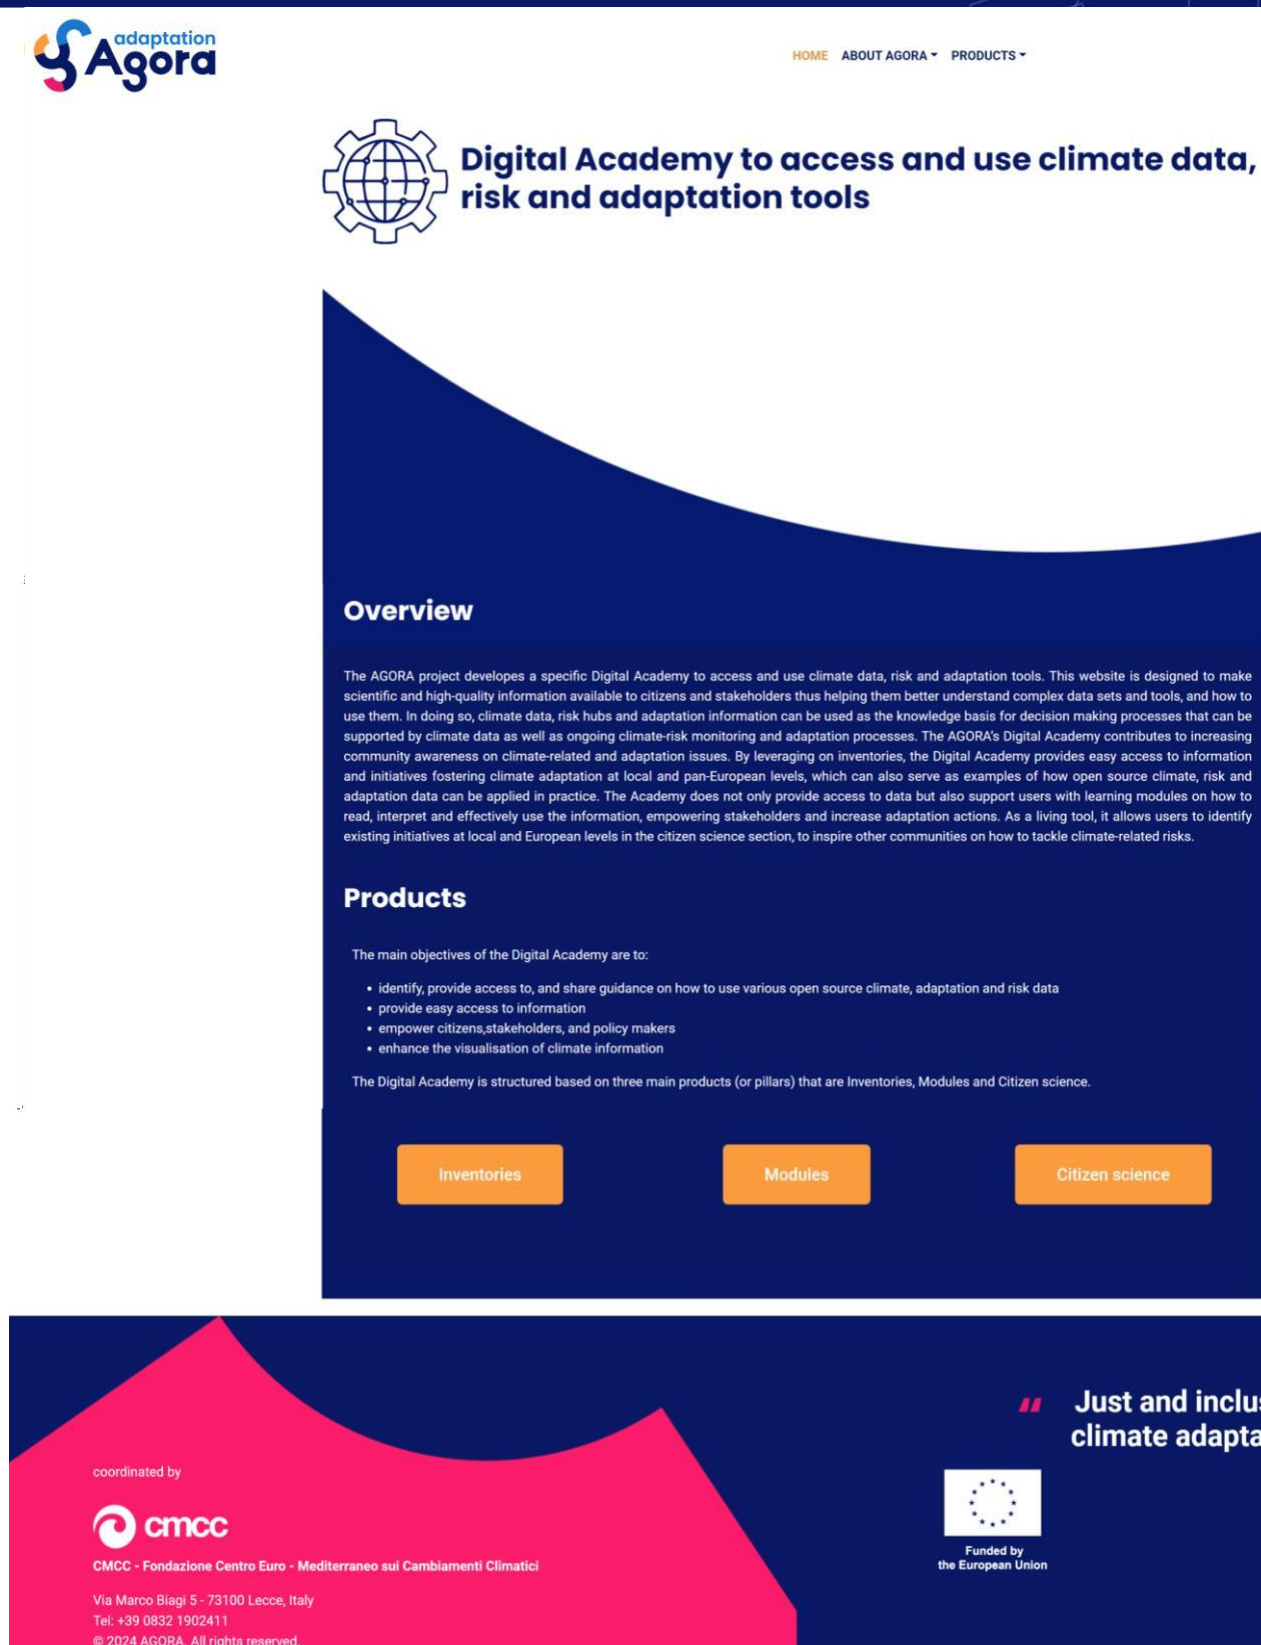 adaptation
Agora
HOME ABOUT AGORA PRODUCTS
Digital Academy to access and use climate data,
risk and adaptation tools
Overview
The AGORA project developes a specific Digital Academy to access and use climate data, risk and adaptation tools. This website is designed to make
scientific and high-quality information available to citizens and stakeholders thus helping them better understand complex data sets and tools, and how to
use them. In doing so, climate data, risk hubs and adaptation information can be used as the knowledge basis for decision making processes that can be
supported by climate data as well as ongoing climate-risk monitoring and adaptation processes. The AGORA's Digital Academy contributes to increasing
community awareness on climate-related and adaptation issues. By leveraging on inventories, the Digital Academy provides easy access to information
and initiatives fostering climate adaptation at local and pan-European levels, which can also serve as examples of how open source climate, risk and
adaptation data can be applied in practice. The Academy does not only provide access to data but also support users with learning modules on how to
read, interpret and effectively use the information, empowering stakeholders and increase adaptation actions. As a living tool, it allows users to identify
existing initiatives at local and European levels in the citizen science section, to inspire other communities on how to tackle climate-related risks.
Products
The main objectives of the Digital Academy are to:
• identify, provide access to, and share guidance on how to use various open source climate, adaptation and risk data
• provide easy access to information
• empower citizens,stakeholders, and policy makers
• enhance the visualisation of climate information
The Digital Academy is structured based on three main products (or pillars) that are Inventories, Modules and Citizen science.
Inventories Modules Citizen science
Just and inclus
climate adapta
coordinated by
cmcc
CMCC - Fondazione Centro Euro - Mediterraneo sui Cambiamenti Climatici
Funded by
the European Union
Via Marco Biagi 5 - 73100 Lecce, Italy
Tel: +39 0832 1902411
© 2024 AGORA. All rights reserved.